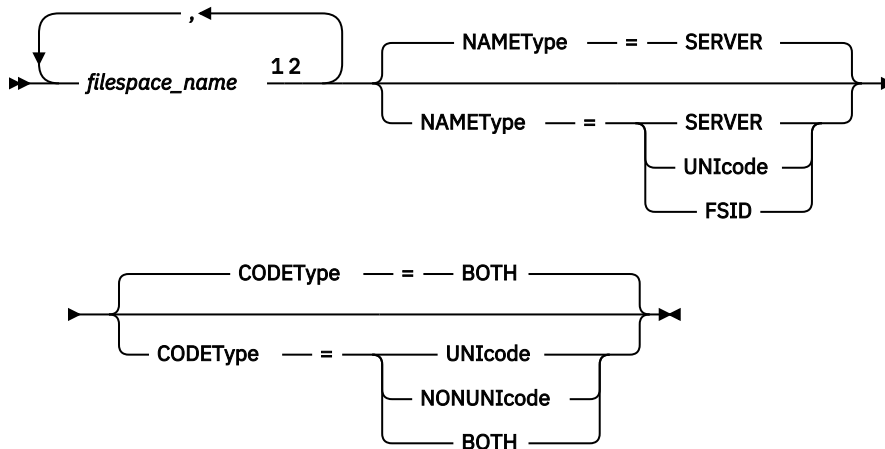 ,
filespace_name 1 2
NAMEType = SERVER
NAMEType = SERVER
UNIcode
FSID
CODEType = BOTH
CODEType = UNIcode
NONUNIcode
BOTH